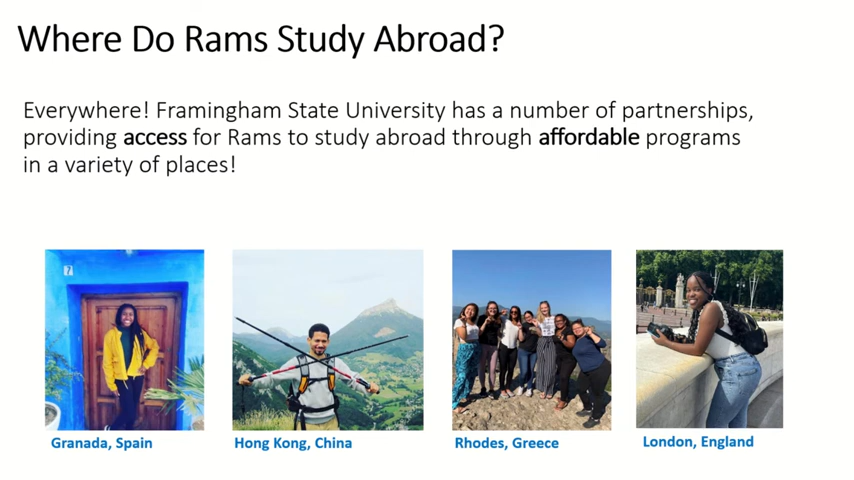 Where Do Rams Study Abroad?
Everywhere! Framingham State University has a number of partnerships,
providing access for Rams to study abroad through affordable programs
in a variety of places!
7
Granada, Spain
Hong Kong, China
Rhodes, Greece
London, England